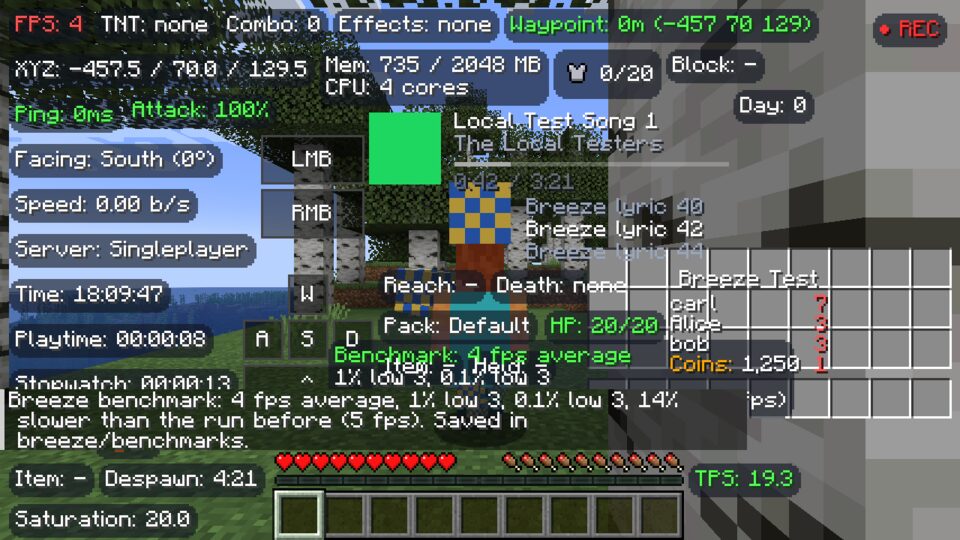 FPS: 4 TNT: none Combo: 0 Effects: none Waypoint: 0m (-457 70 129)
● REC
XYZ: -457.5 / 70.0 / 129.5
Mem: 735 / 2048 MB
CPU: 4 cores
0/20
Block: -
Day: 0
Ping: 0ms Attack: 100%
Local Test Song 1
The Local Testers
0:42 / 3:21
Facing: South (0°)
LMB
Speed: 0.00 b/s
RMB
Breeze lyric 40
Breeze lyric 42
Breeze lyric 44
Server: Singleplayer
Breeze Test
Reach: - Death: none
Time: 18:09:47
W
carl 7
Alice 3
bob 3
Coins: 1,250 1
Pack: Default HP: 20/20
Playtime: 00:00:08
A S D
Benchmark: 4 fps average
Item: - Held: -
1% low 3, 0.1% low 3
Stopwatch: 00:00:13
^
Breeze benchmark: 4 fps average, 1% low 3, 0.1% low 3, 14%
slower than the run before (5 fps). Saved in
breeze/benchmarks.
fps)
Item: - Despawn: 4:21
TPS: 19.3
Saturation: 20.0